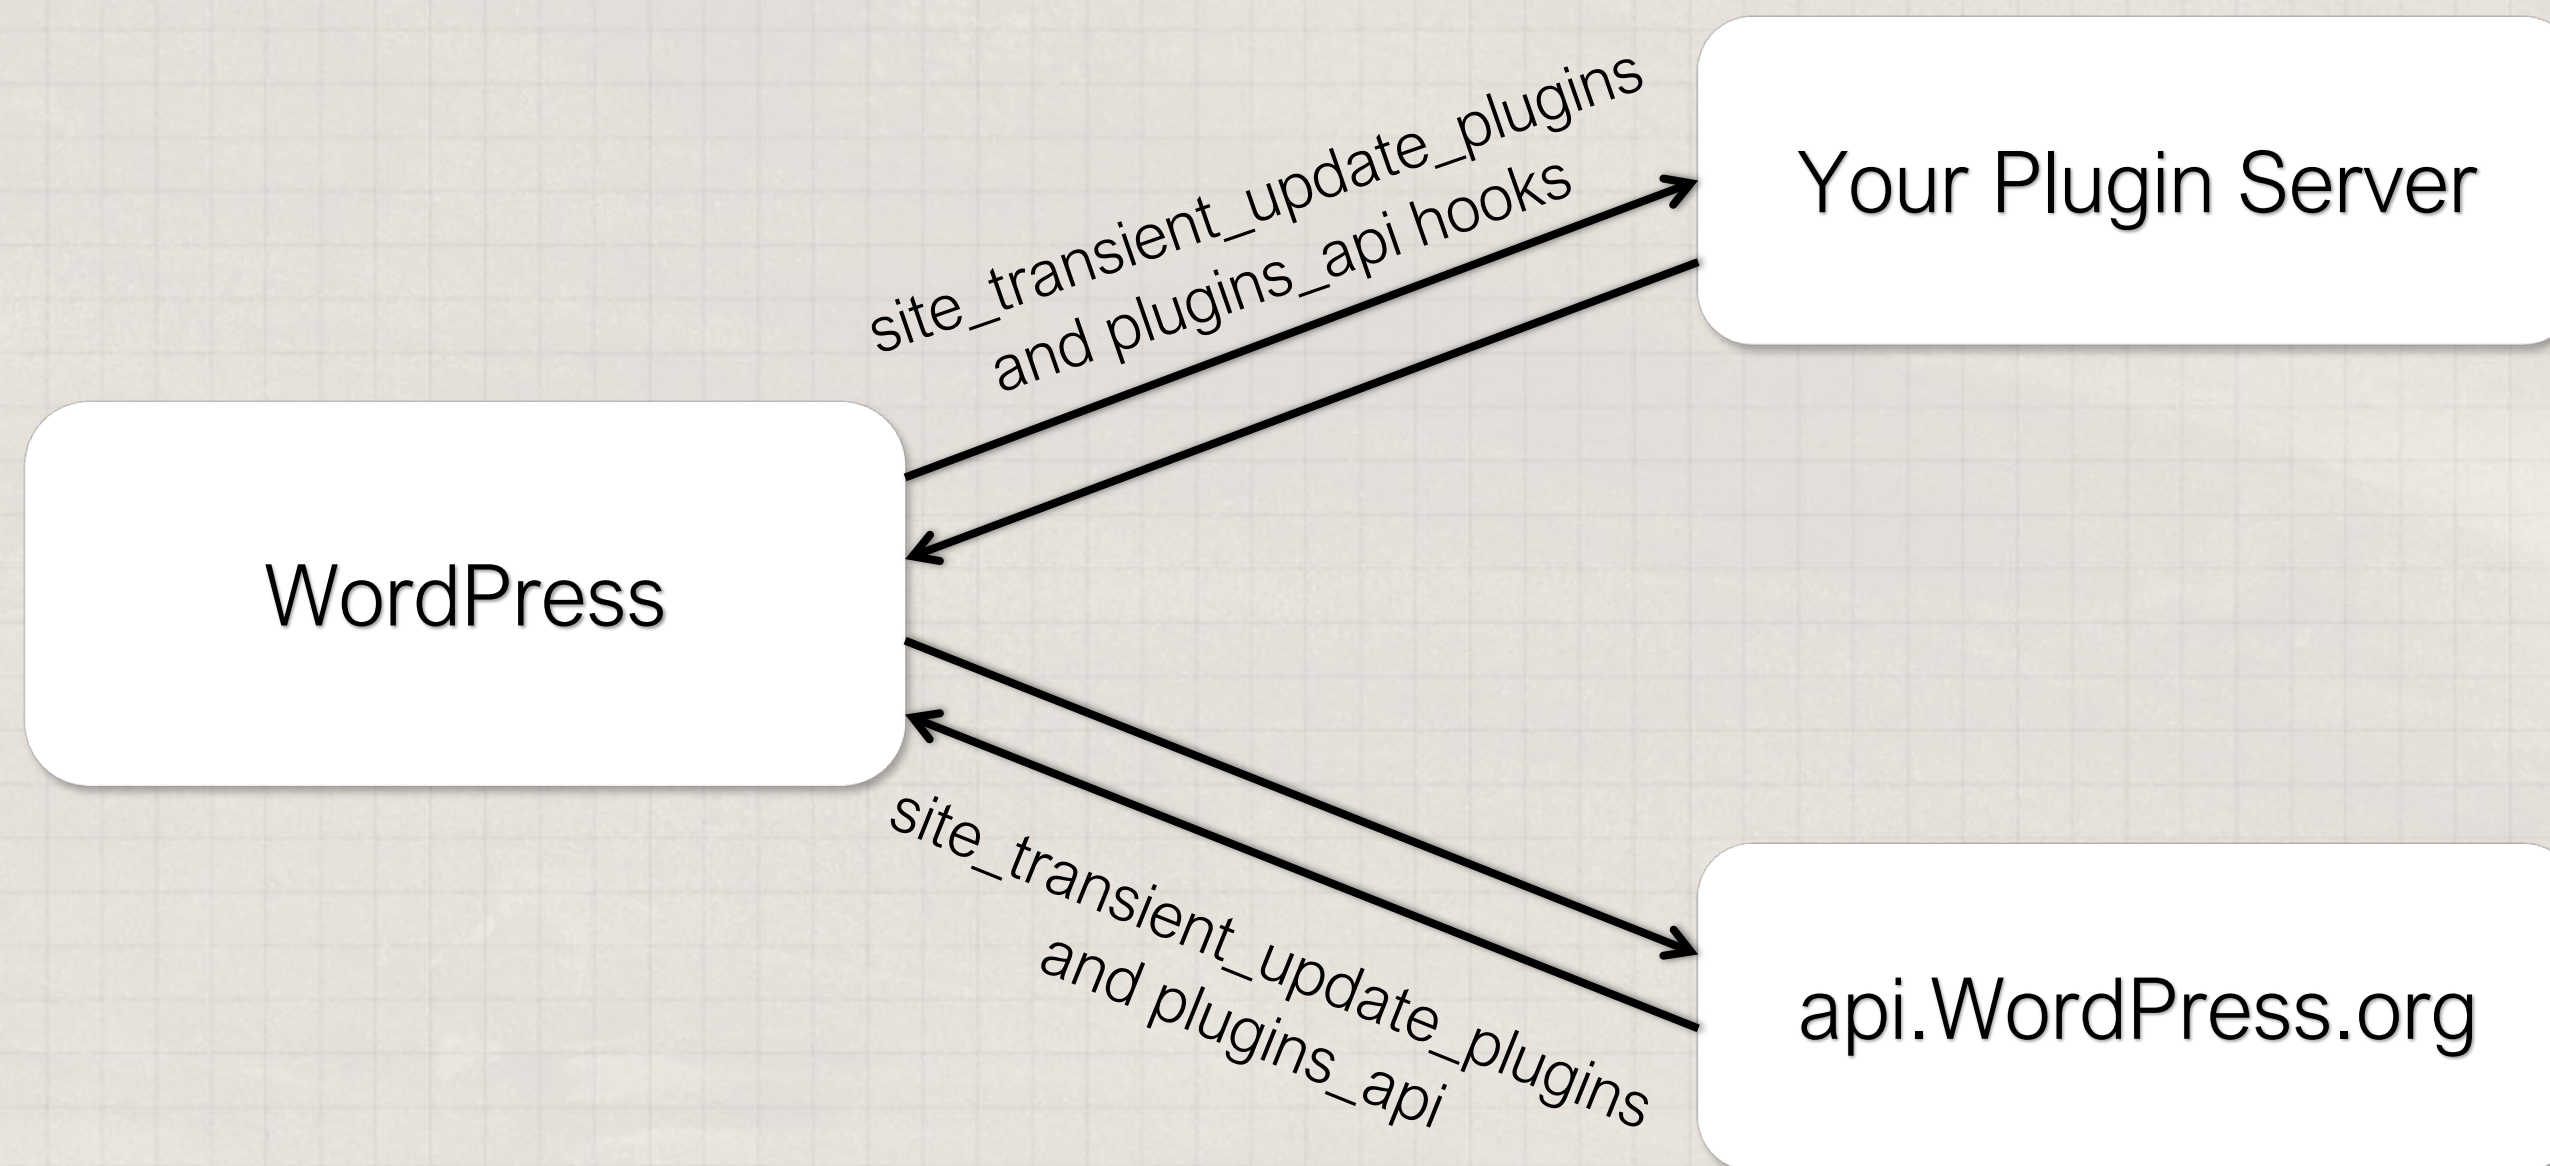 site_transient_update_plugins
and plugins_api hooks
Your Plugin Server
WordPress
site_transient_update_plugins
and plugins_api
api.WordPress.org